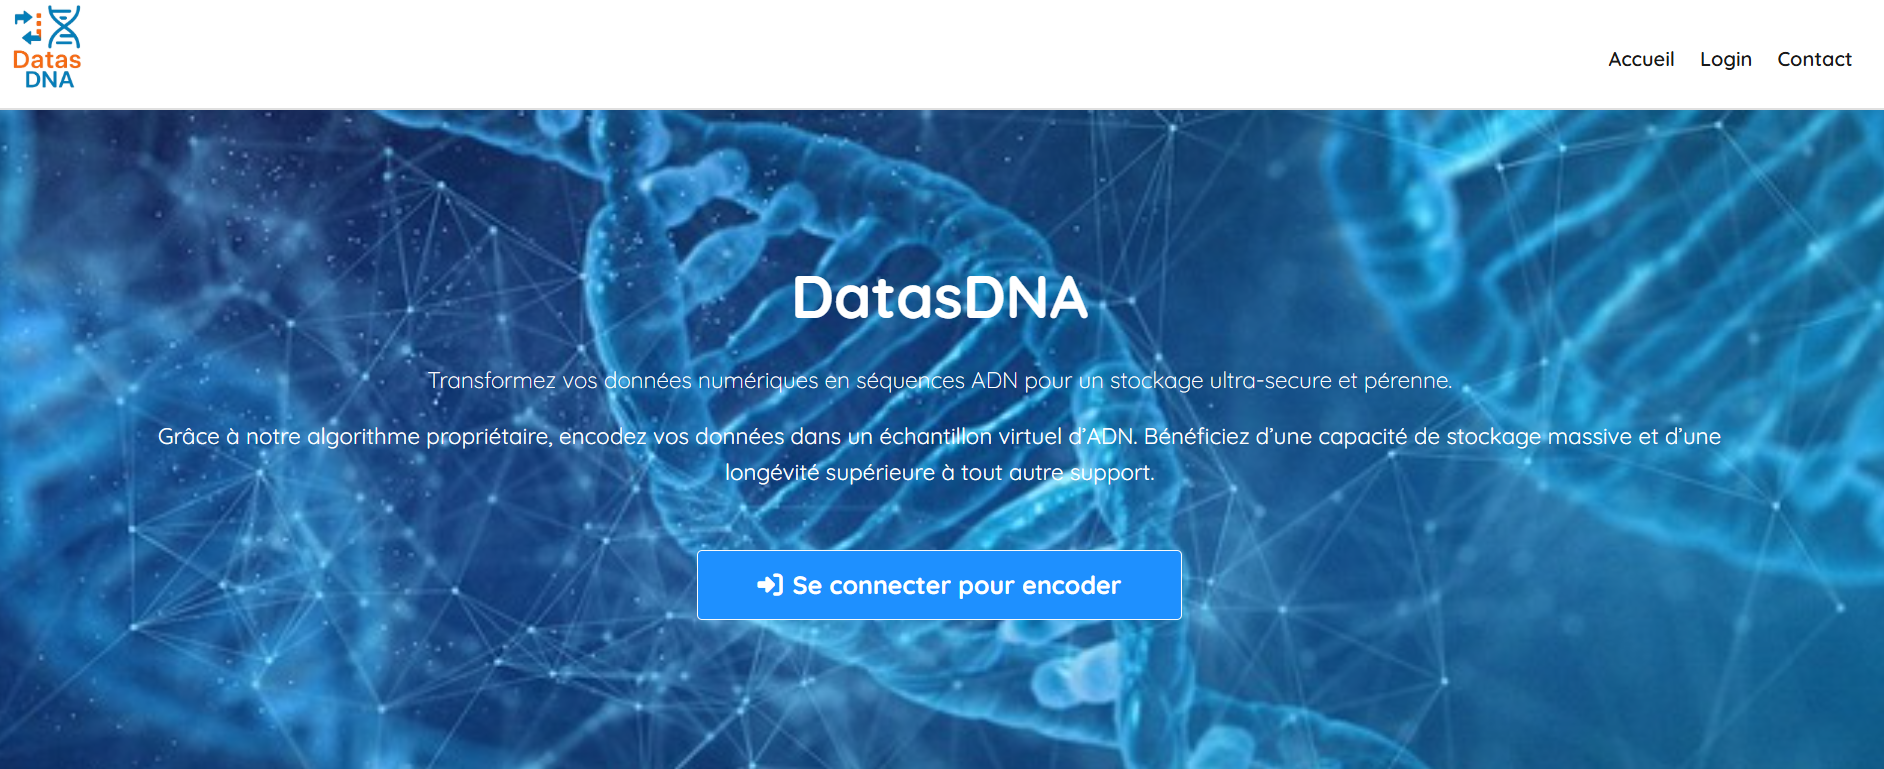 Datas
DNA
Accueil Login Contact
DatasDNA
Transformez vos données numériques en séquences ADN pour un stockage ultra-secure et pérenne.
Grâce à notre algorithme propriétaire, encodez vos données dans un échantillon virtuel d’ADN. Bénéficiez d’une capacité de stockage massive et d’une
longévité supérieure à tout autre support.
Se connecter pour encoder